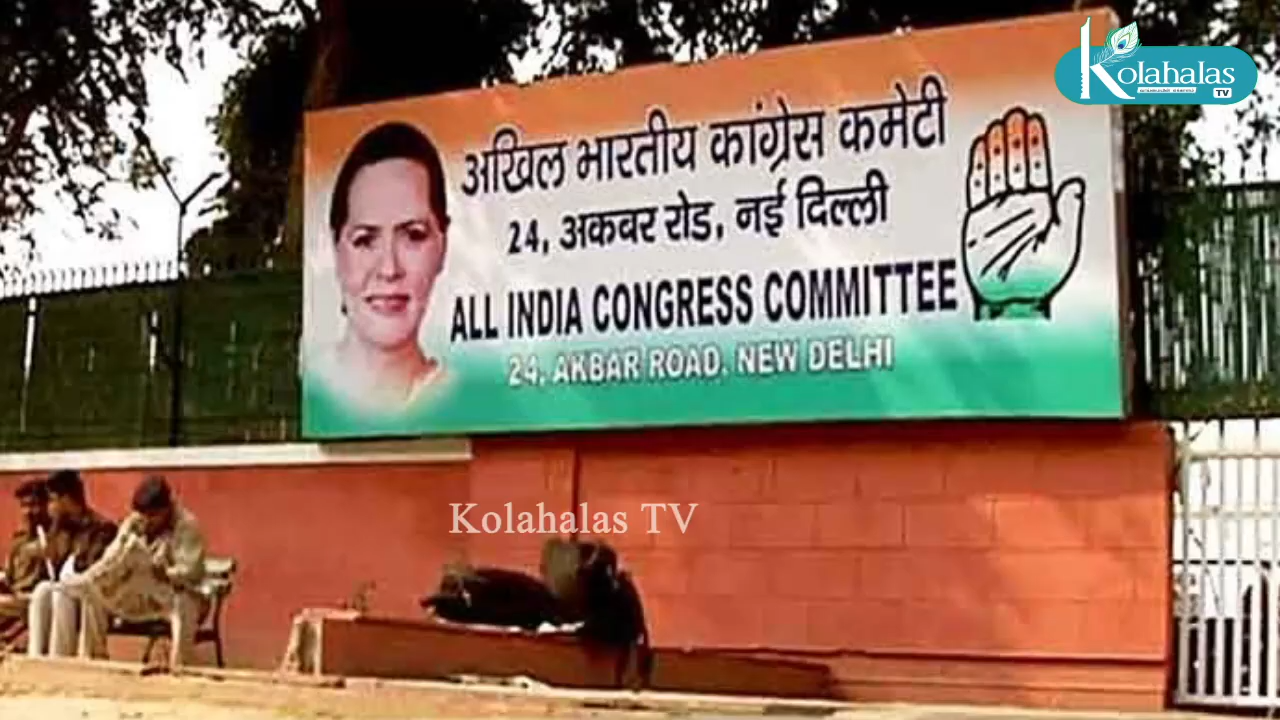 Kolahalas
TV
अखिल भारतीय कांग्रेस कमेटी
24, अकबर रोड, नई दिल्ली
ALL INDIA CONGRESS COMMITTEE
24, AKBAR ROAD, NEW DELHI
Kolahalas TV